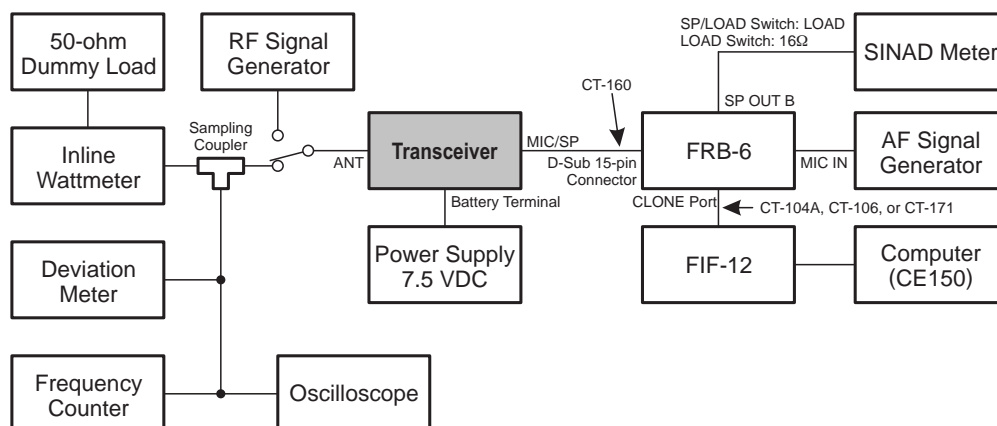 50-ohm
Dummy Load
RF Signal
Generator
SP/LOAD Switch: LOAD
LOAD Switch: 16Ω
SINAD Meter
CT-160
SP OUT B
Sampling
Coupler
Inline
Wattmeter
ANT
Transceiver
MIC/SP
D-Sub 15-pin
Connector
FRB-6
MIC IN
AF Signal
Generator
Battery Terminal
CLONE Port
CT-104A, CT-106, or CT-171
Deviation
Meter
Power Supply
7.5 VDC
FIF-12
Computer
(CE150)
Frequency
Counter
Oscilloscope